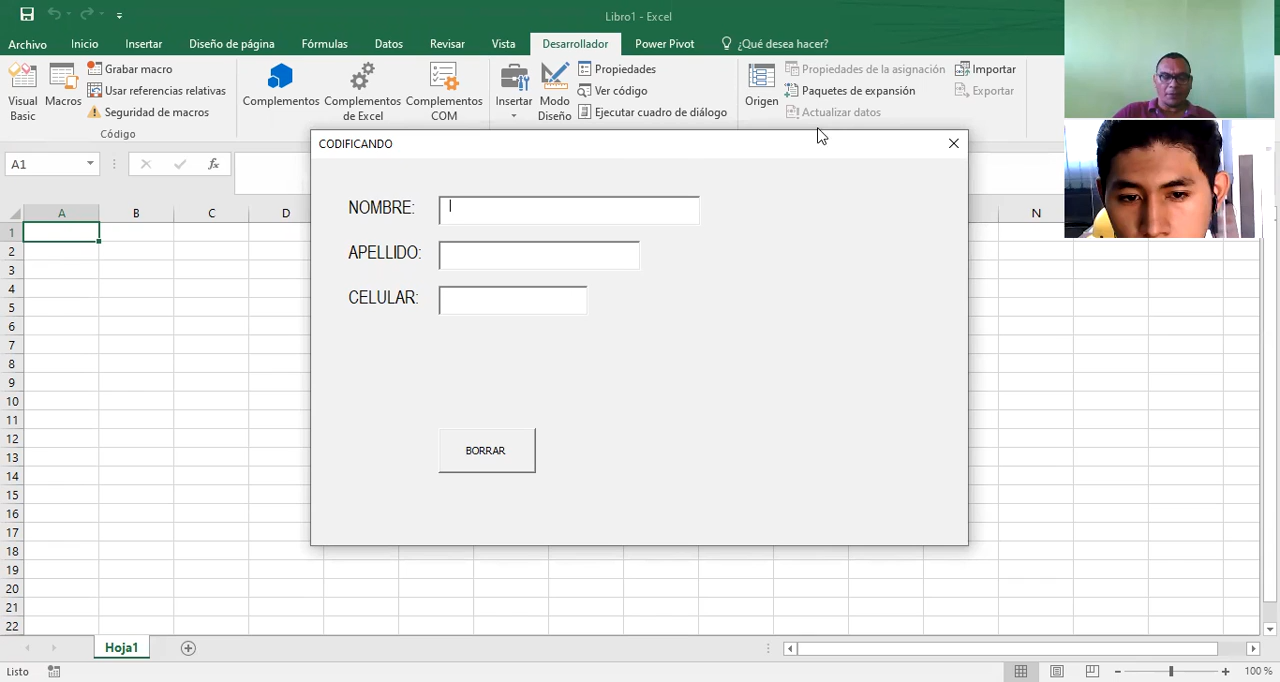 Libro1 - Excel
Archivo Inicio Insertar Diseño de página Fórmulas Datos Revisar Vista Desarrollador Power Pivot ¿Qué desea hacer?
Visual Basic
Macros
Grabar macro
Usar referencias relativas
Seguridad de macros
Código
Complementos
Complementos de Excel
Complementos COM
Insertar
Modo Diseño
Propiedades
Ver código
Ejecutar cuadro de diálogo
Origen
Propiedades de la asignación
Paquetes de expansión
Actualizar datos
Importar
Exportar
A1 fx
CODIFICANDO
NOMBRE:
APELLIDO:
CELULAR:
BORRAR
A B C D N
1
2
3
4
5
6
7
8
9
10
11
12
13
14
15
16
17
18
19
20
21
22
Hoja1
Listo 100 %